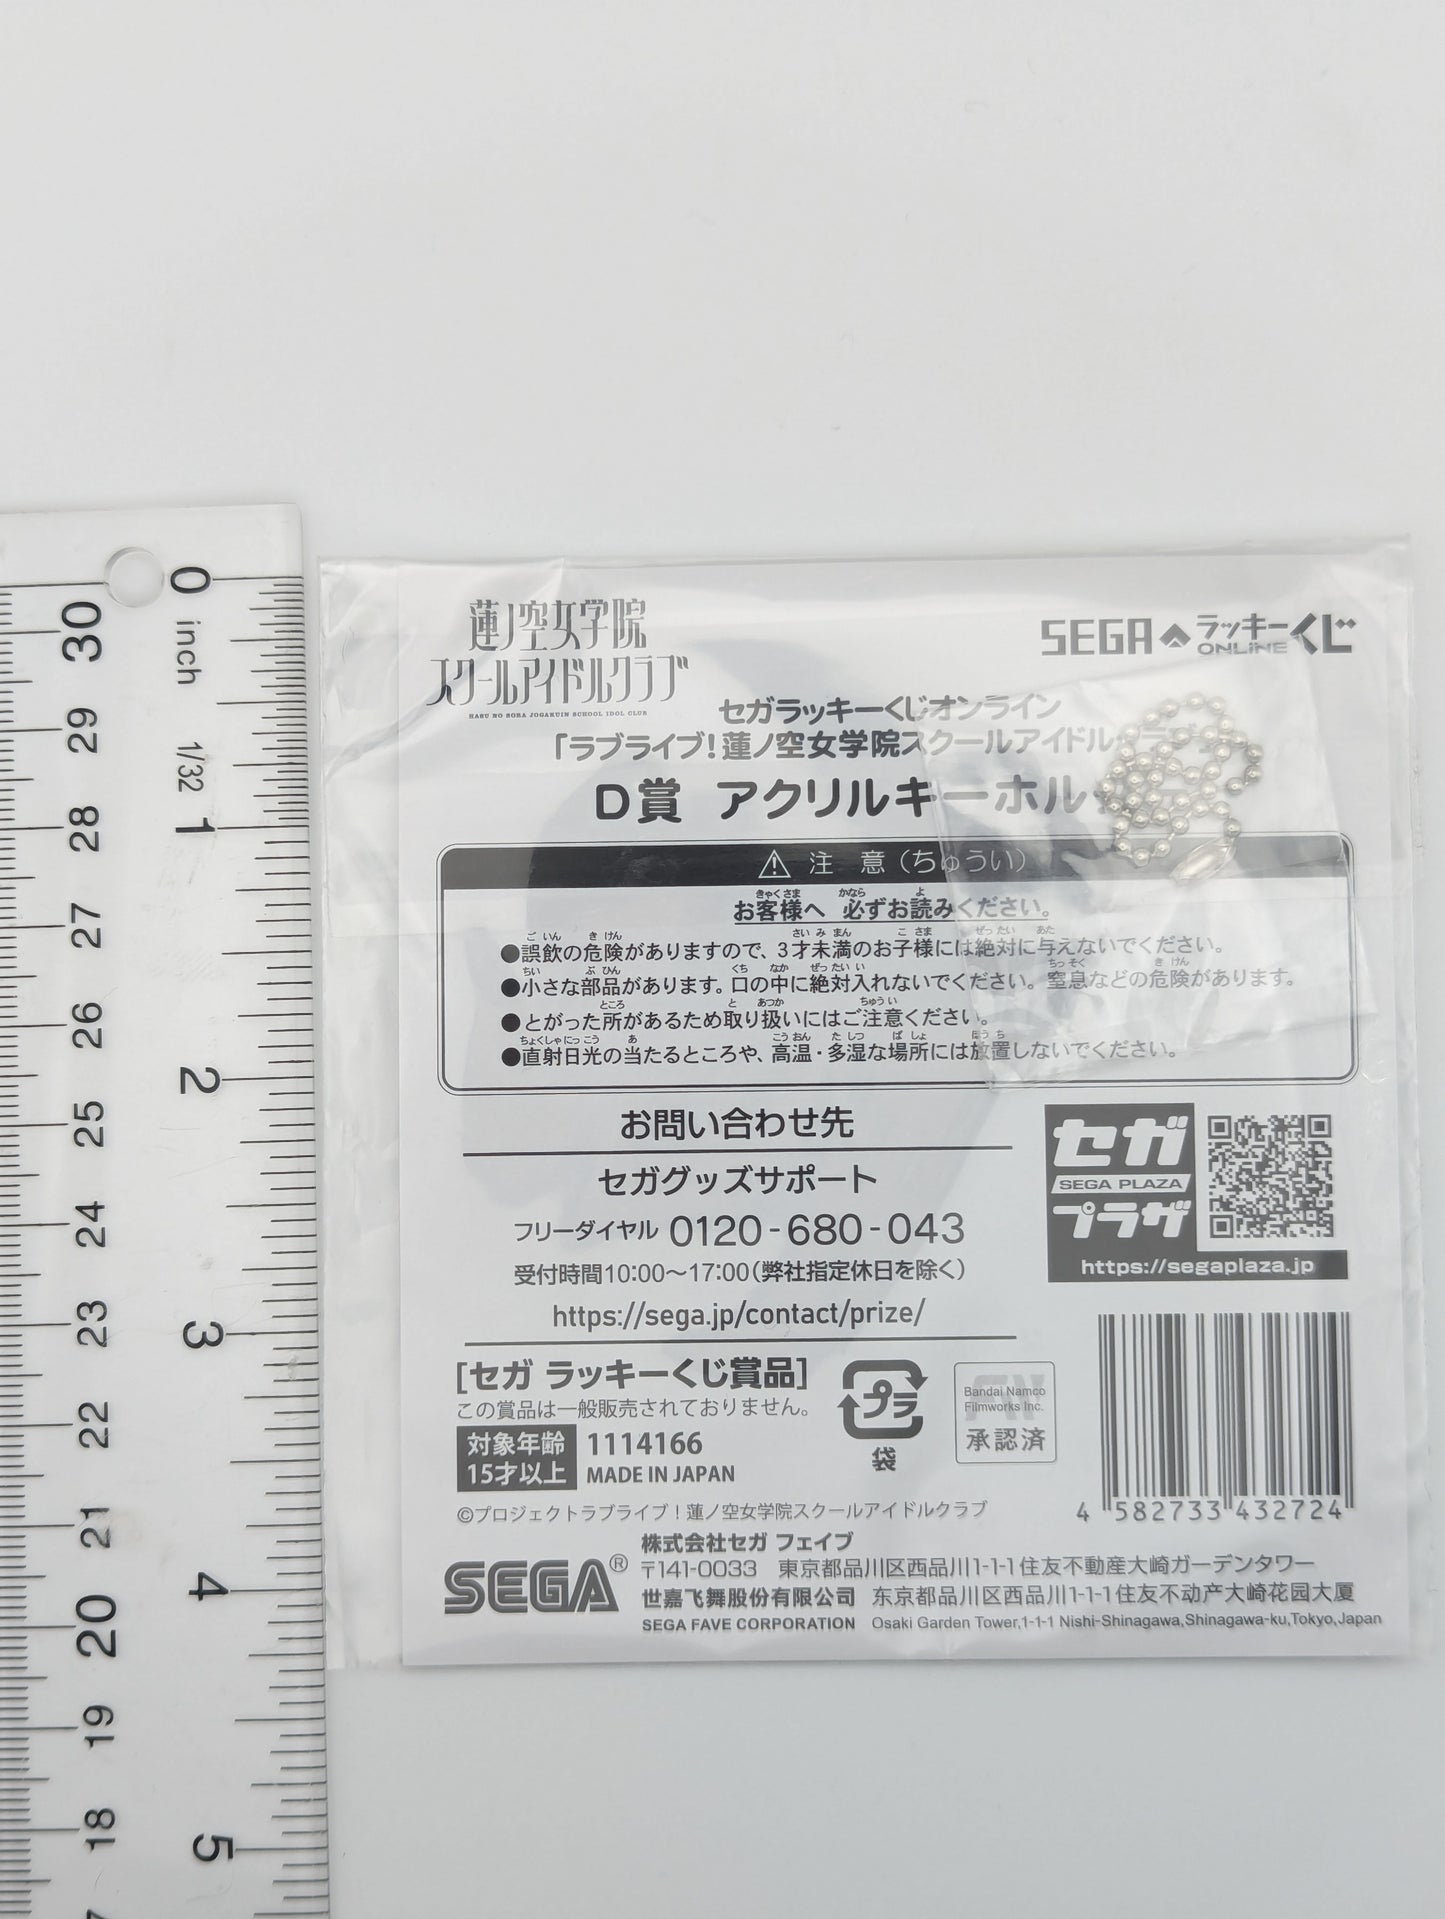 蓮ノ空女学院
スクールアイドルクラブ
HASU NO SORA JOGAKUIN SCHOOL IDOL CLUB
SEGA ラッキーくじ
ONLINE
セガラッキーくじオンライン
「ラブライブ！蓮ノ空女学院スクールアイドルクラブ
D賞 アクリルキーホルダー
注 意（ちゅうい）
お客様へ 必ずお読みください。
●誤飲の危険がありますので、3才未満のお子様には絶対に与えないでください。
●小さな部品があります。口の中に絶対入れないでください。窒息などの危険があります。
●とがった所があるため取り扱いにはご注意ください。
●直射日光の当たるところや、高温・多湿な場所には放置しないでください。
お問い合わせ先
セガグッズサポート
フリーダイヤル 0120-680-043
受付時間10:00～17:00（弊社指定休日を除く）
https://sega.jp/contact/prize/
セガ
SEGA PLAZA
プラザ
https://segaplaza.jp
[セガ ラッキーくじ賞品]
この賞品は一般販売されておりません。
対象年齢
15才以上
1114166
MADE IN JAPAN
プラ
袋
Bandai Namco
Filmworks Inc.
承認済
4 582733 432724
©プロジェクトラブライブ！蓮ノ空女学院スクールアイドルクラブ
SEGA®
株式会社セガ フェイブ
〒141-0033 東京都品川区西品川1-1-1住友不動産大崎ガーデンタワー
世嘉飞舞股份有限公司 东京都品川区西品川1-1-1住友不动产大崎花园大厦
SEGA FAVE CORPORATION Osaki Garden Tower,1-1-1 Nishi-Shinagawa,Shinagawa-ku,Tokyo,Japan
0
inch
1/32
1
2
3
4
5
30
29
28
27
26
25
24
23
22
21
20
19
18